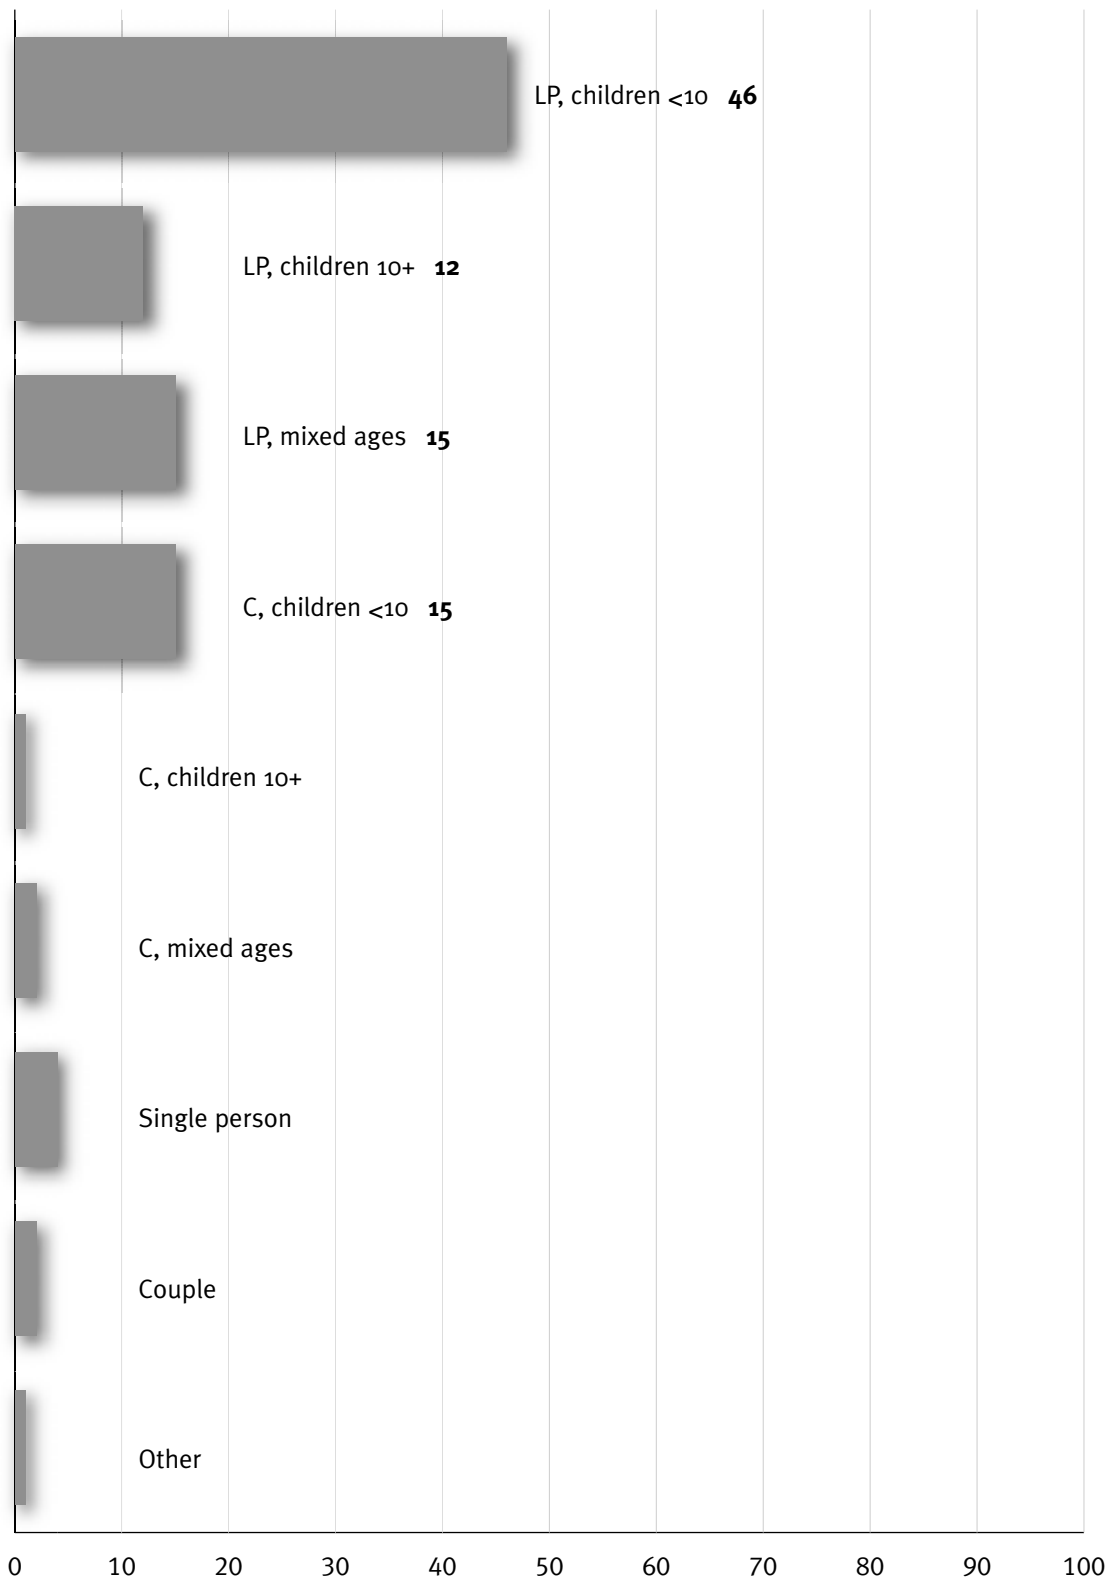 LP, children <10 46
LP, children 10+ 12
LP, mixed ages 15
C, children <10 15
C, children 10+
C, mixed ages
Single person
Couple
Other
0 10 20 30 40 50 60 70 80 90 100